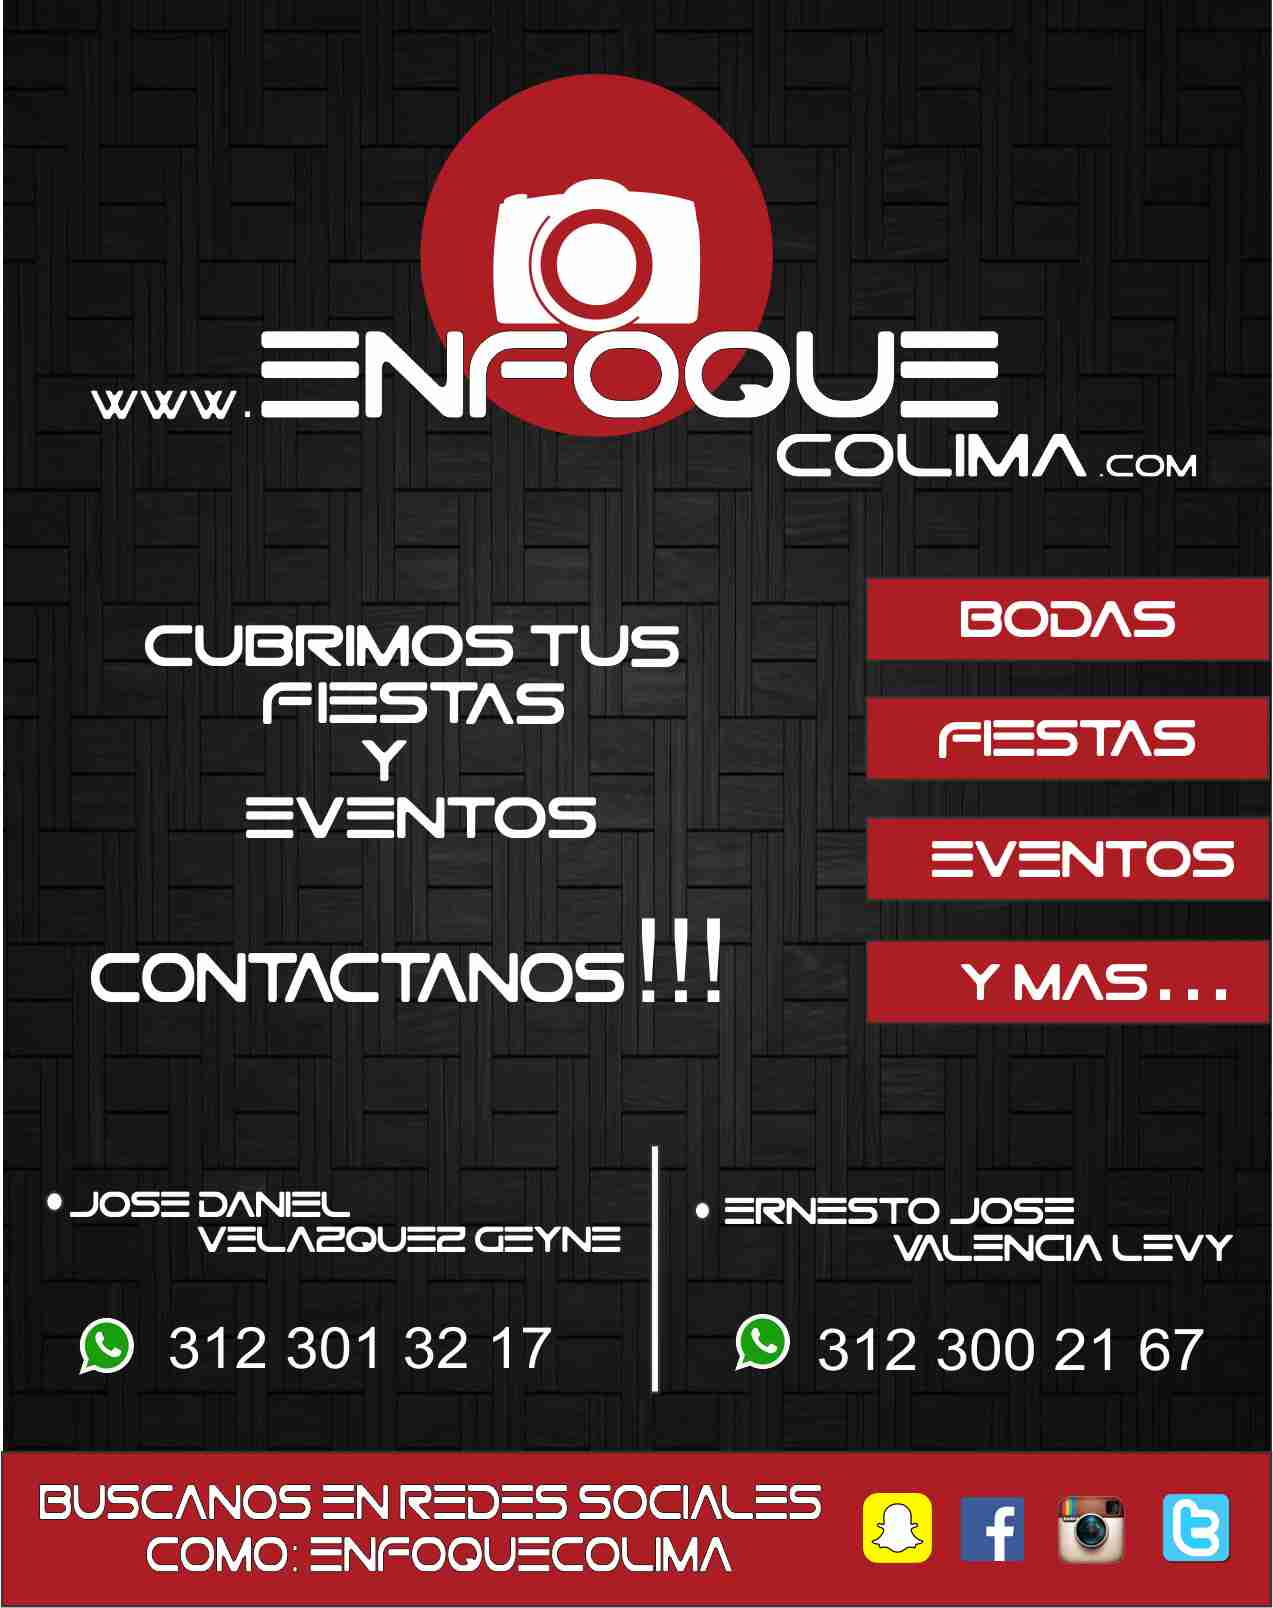 www.ENFOQUE
COLIMA .COM
CUBRIMOS TUS
FIESTAS
Y
EVENTOS
CONTACTANOS!!!
BODAS
FIESTAS
EVENTOS
Y MAS...
• JOSE DANIEL
VELAZQUEZ GEYNE
312 301 32 17
• ERNESTO JOSE
VALENCIA LEVY
312 300 21 67
BUSCANOS EN REDES SOCIALES
COMO: ENFOQUECOLIMA